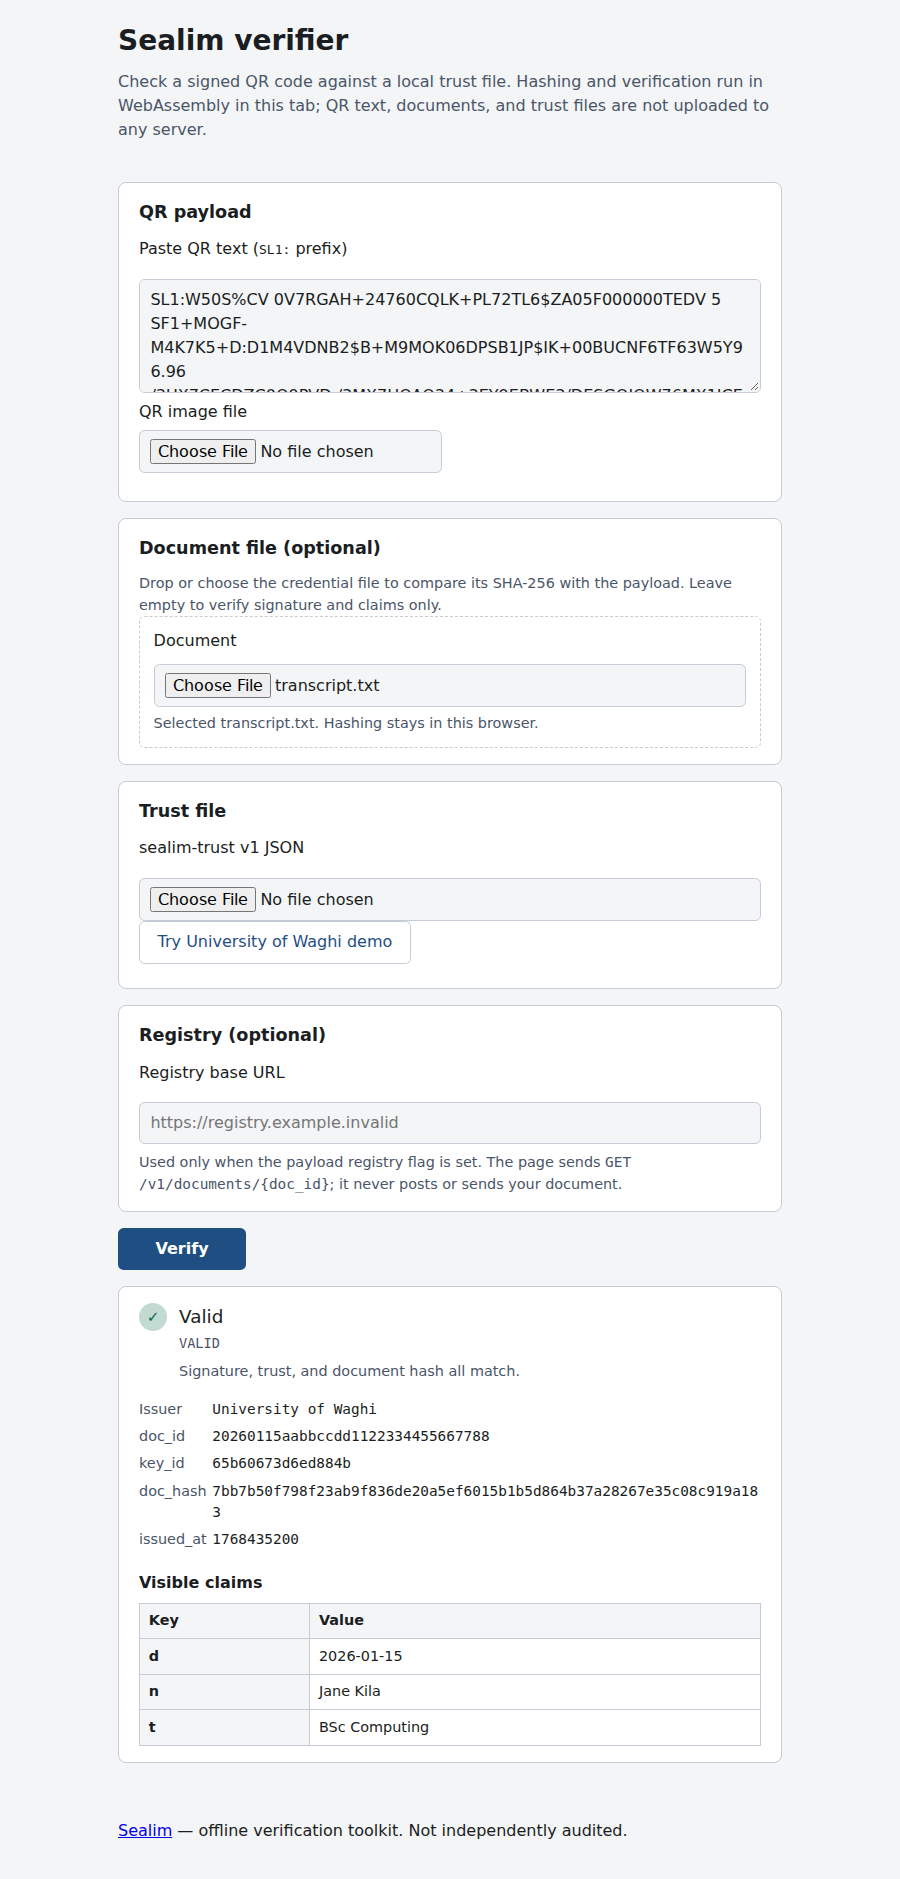 Sealim verifier
Check a signed QR code against a local trust file. Hashing and verification run in
WebAssembly in this tab; QR text, documents, and trust files are not uploaded to
any server.
QR payload
Paste QR text (SL1: prefix)
SL1:W50S%CV 0V7RGAH+24760CQLK+PL72TL6$ZA05F000000TEDV 5
SF1+MOGF-
M4K7K5+D:D1M4VDNB2$B+M9MOK06DPSB1JP$IK+00BUCNF6TF63W5Y9
6.96
QR image file
Choose File No file chosen
Document file (optional)
Drop or choose the credential file to compare its SHA-256 with the payload. Leave
empty to verify signature and claims only.
Document
Choose File transcript.txt
Selected transcript.txt. Hashing stays in this browser.
Trust file
sealim-trust v1 JSON
Choose File No file chosen
Try University of Waghi demo
Registry (optional)
Registry base URL
https://registry.example.invalid
Used only when the payload registry flag is set. The page sends GET
/v1/documents/{doc_id}; it never posts or sends your document.
Verify
✓ Valid
VALID
Signature, trust, and document hash all match.
Issuer University of Waghi
doc_id 20260115aabbccdd1122334455667788
key_id 65b60673d6ed884b
doc_hash 7bb7b50f798f23ab9f836de20a5ef6015b1b5d864b37a28267e35c08c919a18
3
issued_at 1768435200
Visible claims
Key Value
d 2026-01-15
n Jane Kila
t BSc Computing
Sealim — offline verification toolkit. Not independently audited.